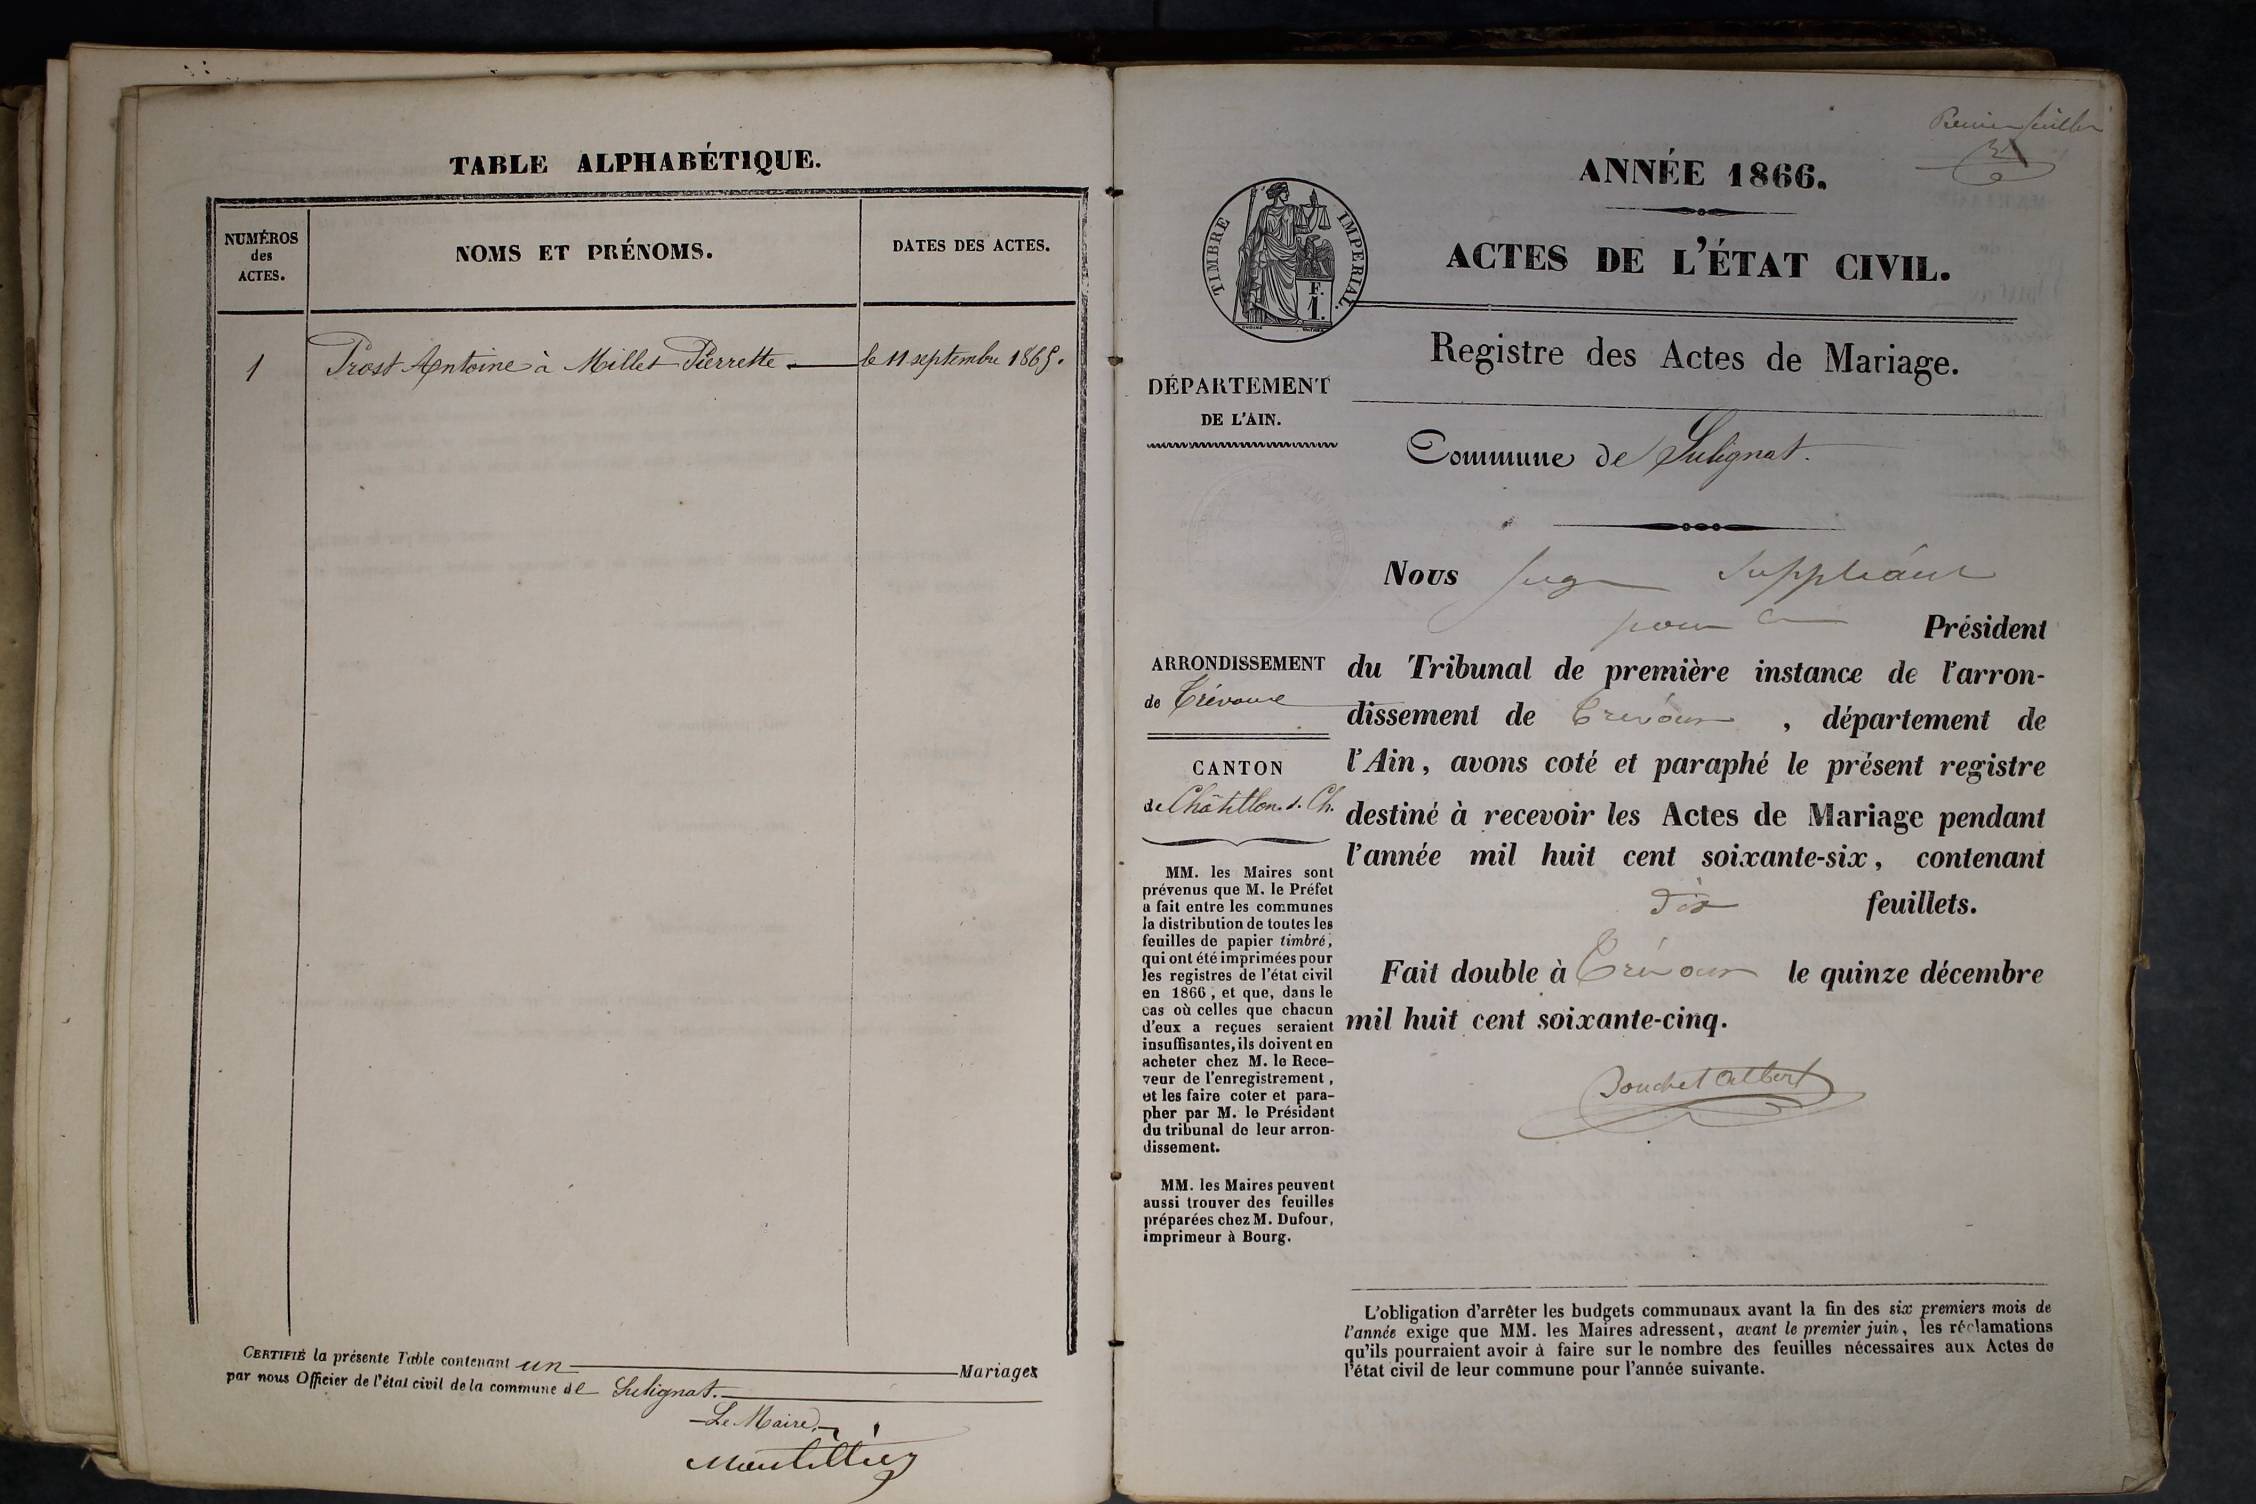 TABLE ALPHABÉTIQUE.
NUMÉROS
des
ACTES.
NOMS ET PRÉNOMS.
DATES DES ACTES.
1 Prost Antoine à Millet Pierrette le 11 septembre 1865.
CERTIFIÉ la présente Table contenant un Mariages
par nous Officier de l'état civil de la commune de Sulignat.
Le Maire
Premier feuillet
ANNÉE 1866.
ACTES DE L'ÉTAT CIVIL.
TIMBRE IMPERIAL.
F.
1.
Registre des Actes de Mariage.
DÉPARTEMENT
DE L'AIN.
Commune de Sulignat.
Nous Juge Suppléant
pour le Président
ARRONDISSEMENT
de Trévoux
CANTON
de Châtillon s. Ch.
MM. les Maires sont
prévenus que M. le Préfet
a fait entre les communes
la distribution de toutes les
feuilles de papier timbré,
qui ont été imprimées pour
les registres de l'état civil
en 1866, et que, dans le
cas où celles que chacun
d'eux a reçues seraient
insuffisantes, ils doivent en
acheter chez M. le Rece-
veur de l'enregistrement,
et les faire coter et para-
pher par M. le Président
du tribunal de leur arron-
dissement.
MM. les Maires peuvent
aussi trouver des feuilles
préparées chez M. Dufour,
imprimeur à Bourg.
du Tribunal de première instance de l'arron-
dissement de Trévoux, département de
l'Ain, avons coté et paraphé le présent registre
destiné à recevoir les Actes de Mariage pendant
l'année mil huit cent soixante-six, contenant
dix feuillets.
Fait double à Trévoux le quinze décembre
mil huit cent soixante-cinq.
Bouchet Albert
L'obligation d'arrêter les budgets communaux avant la fin des six premiers mois de
l'année exige que MM. les Maires adressent, avant le premier juin, les réclamations
qu'ils pourraient avoir à faire sur le nombre des feuilles nécessaires aux Actes de
l'état civil de leur commune pour l'année suivante.